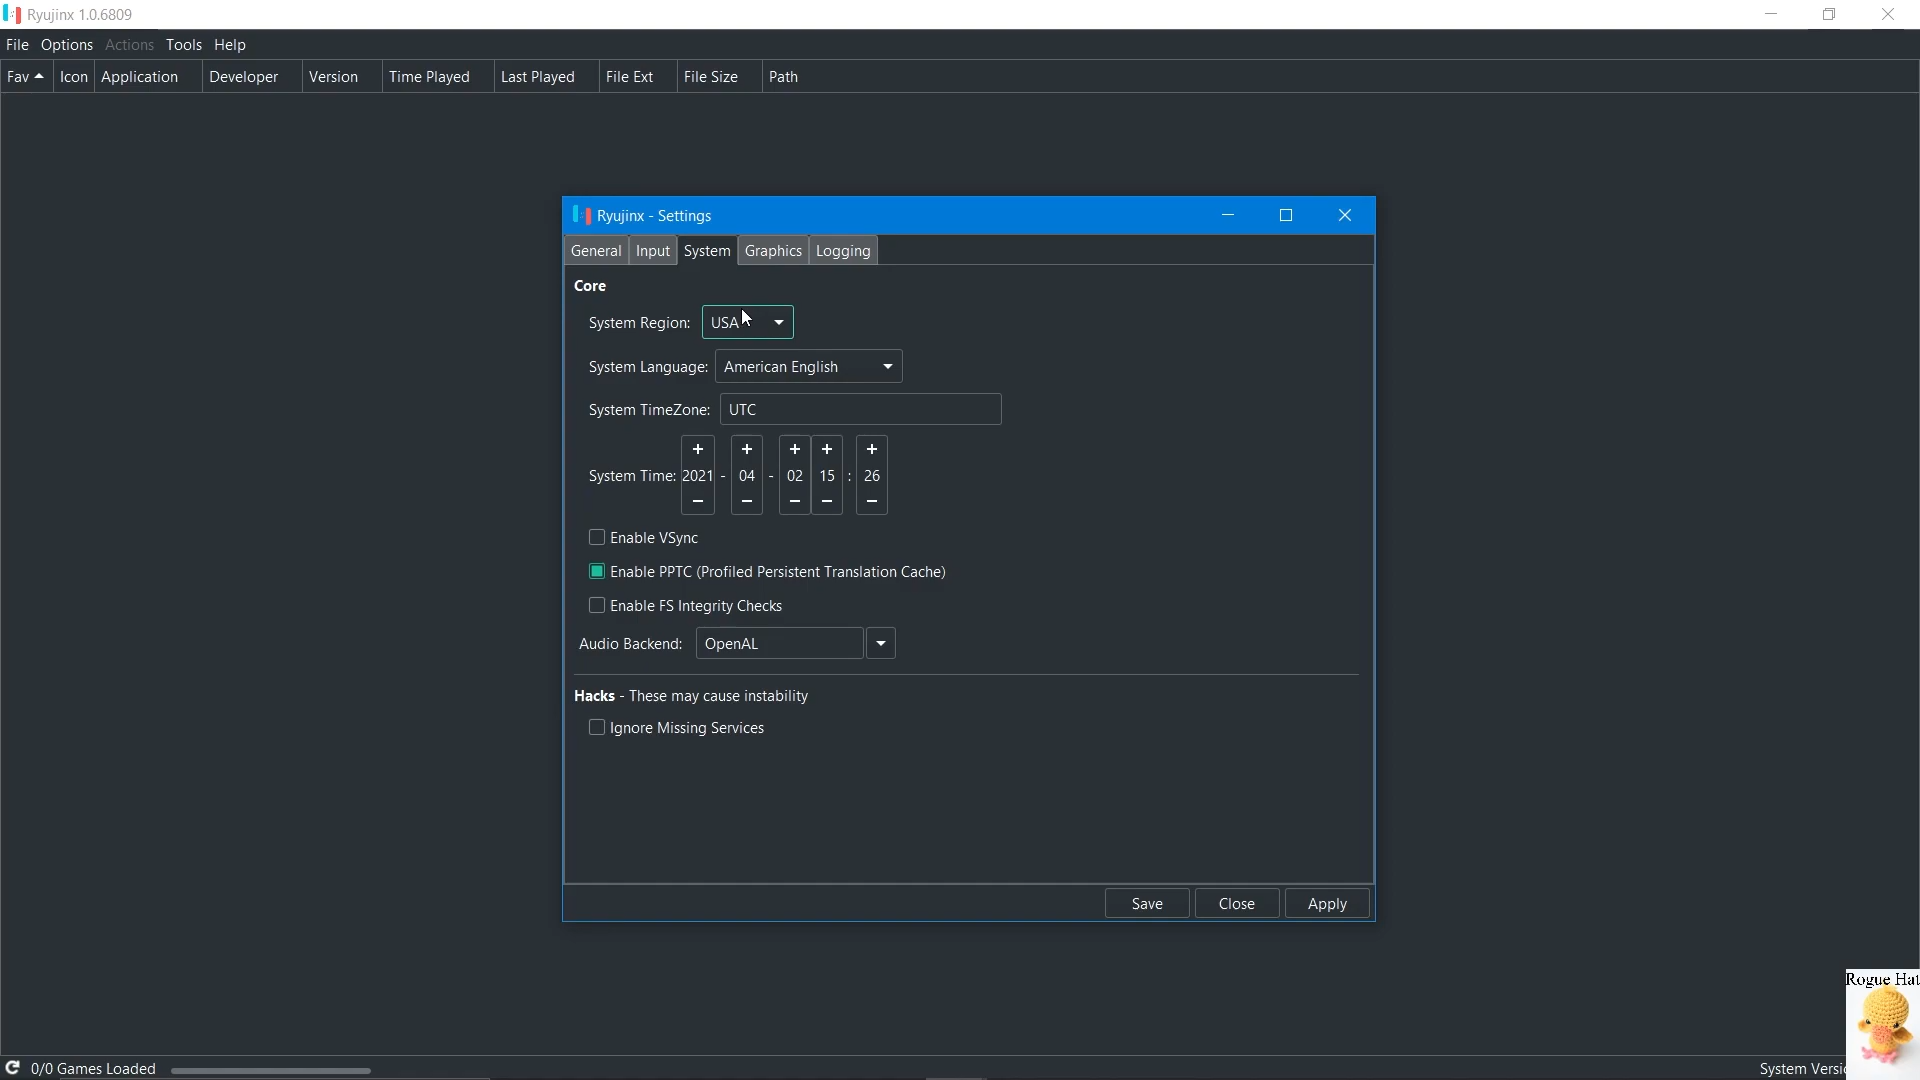 Ryujinx 1.0.6809
File Options Actions Tools Help
Fav Icon Application Developer Version Time Played Last Played File Ext File Size Path
Ryujinx - Settings
General Input System Graphics Logging
Core
System Region: USA
System Language: American English
System TimeZone: UTC
System Time: 2021 - 04 - 02 15 : 26
Enable VSync
Enable PPTC (Profiled Persistent Translation Cache)
Enable FS Integrity Checks
Audio Backend: OpenAL
Hacks - These may cause instability
Ignore Missing Services
Save Close Apply
Rogue Hat
0/0 Games Loaded
System